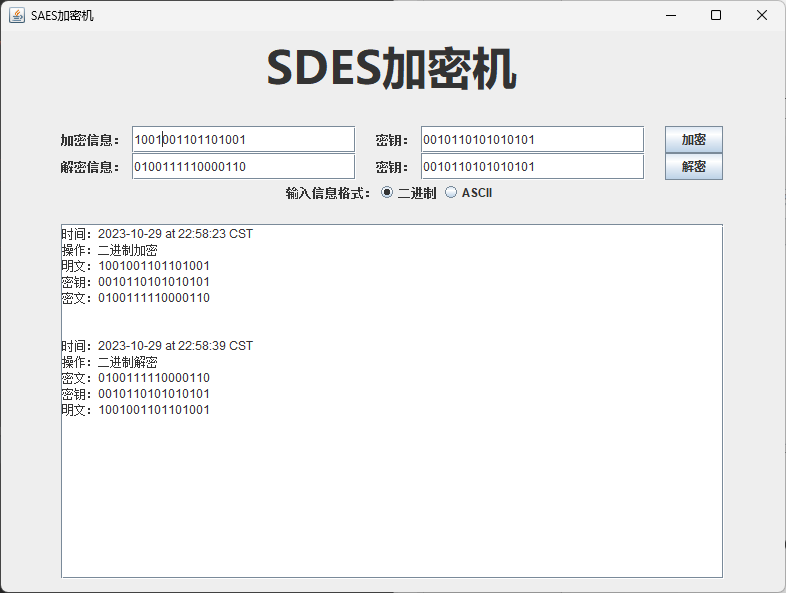 SAES加密机
SDES加密机
加密信息： 1001001101101001 密钥： 0010110101010101 加密
解密信息： 0100111110000110 密钥： 0010110101010101 解密
输入信息格式： 二进制 ASCII
时间：2023-10-29 at 22:58:23 CST
操作：二进制加密
明文：1001001101101001
密钥：0010110101010101
密文：0100111110000110
时间：2023-10-29 at 22:58:39 CST
操作：二进制解密
密文：0100111110000110
密钥：0010110101010101
明文：1001001101101001